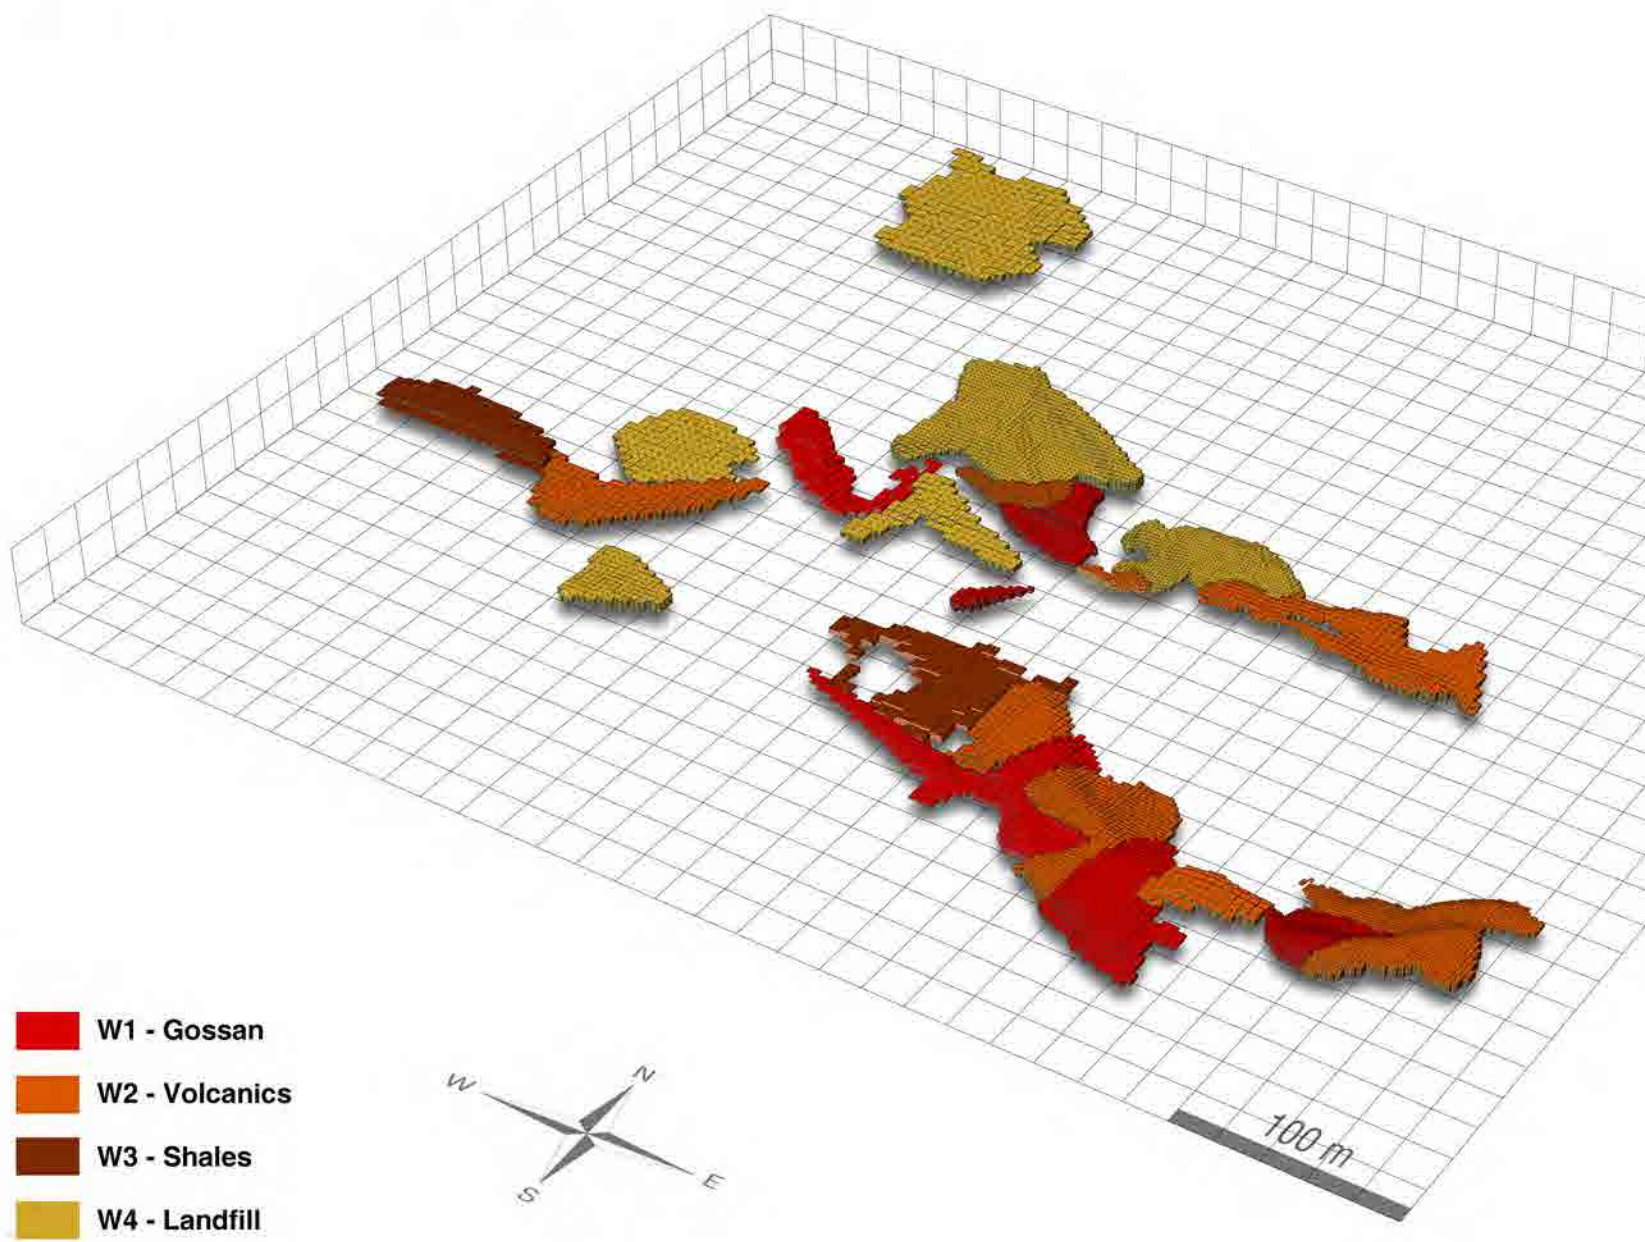 W1 - Gossan
W2 - Volcanics
W3 - Shales
W4 - Landfill
W
N
S
E
100 m